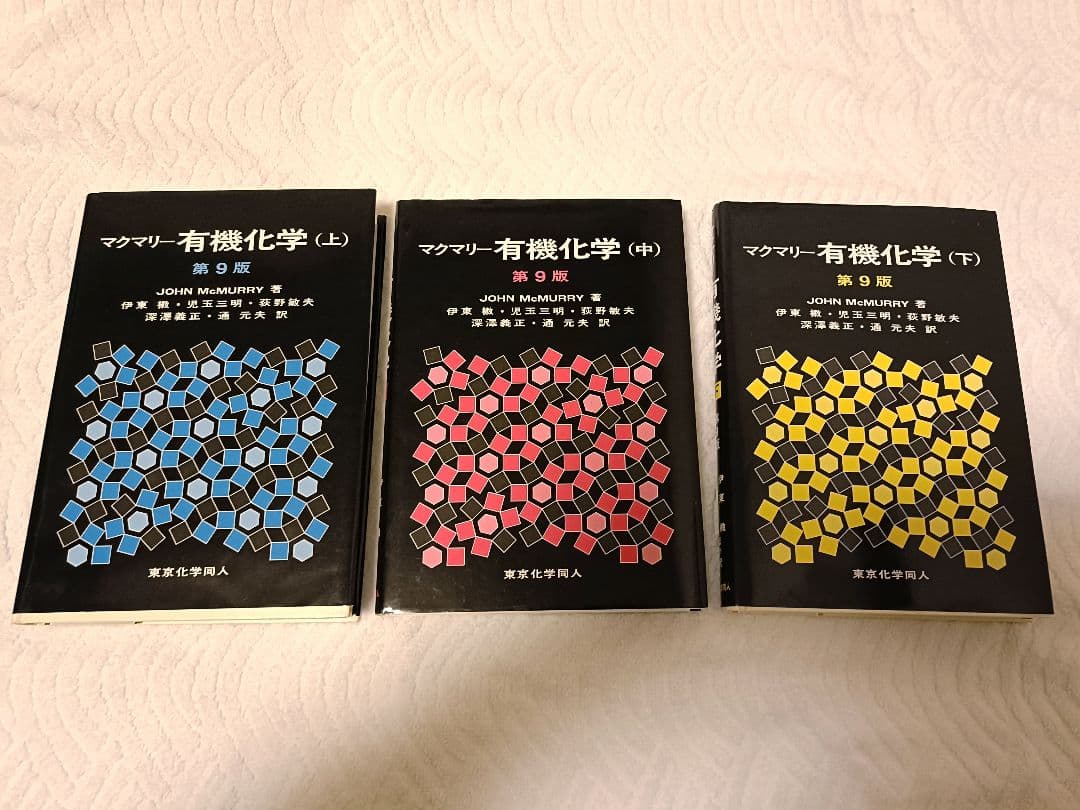 マクマリー有機化学(上)
第9版
JOHN McMURRY 著
伊東 橄・児玉三明・荻野敏夫
深澤義正・通 元夫 訳
東京化学同人
マクマリー有機化学(中)
第9版
JOHN McMURRY 著
伊東 橄・児玉三明・荻野敏夫
深澤義正・通 元夫 訳
東京化学同人
マクマリー有機化学(下)
第9版
JOHN McMURRY 著
伊東 橄・児玉三明・荻野敏夫
深澤義正・通 元夫 訳
東京化学同人